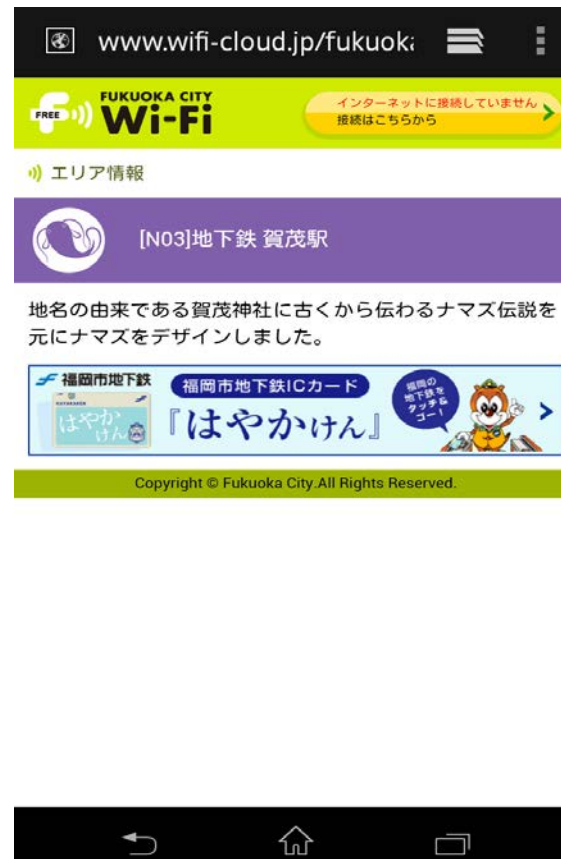 www.wifi-cloud.jp/fukuok
FREE
FUKUOKA CITY
Wi-Fi
インターネットに接続していません
接続はこちらから
エリア情報
[N03]地下鉄 賀茂駅
地名の由来である賀茂神社に古くから伝わるナマズ伝説を
元にナマズをデザインしました。
福岡市地下鉄
はやか
けん
福岡市地下鉄ICカード
『はやかけん』
福岡の
地下鉄を
タッチ&
ゴー!
Copyright © Fukuoka City.All Rights Reserved.